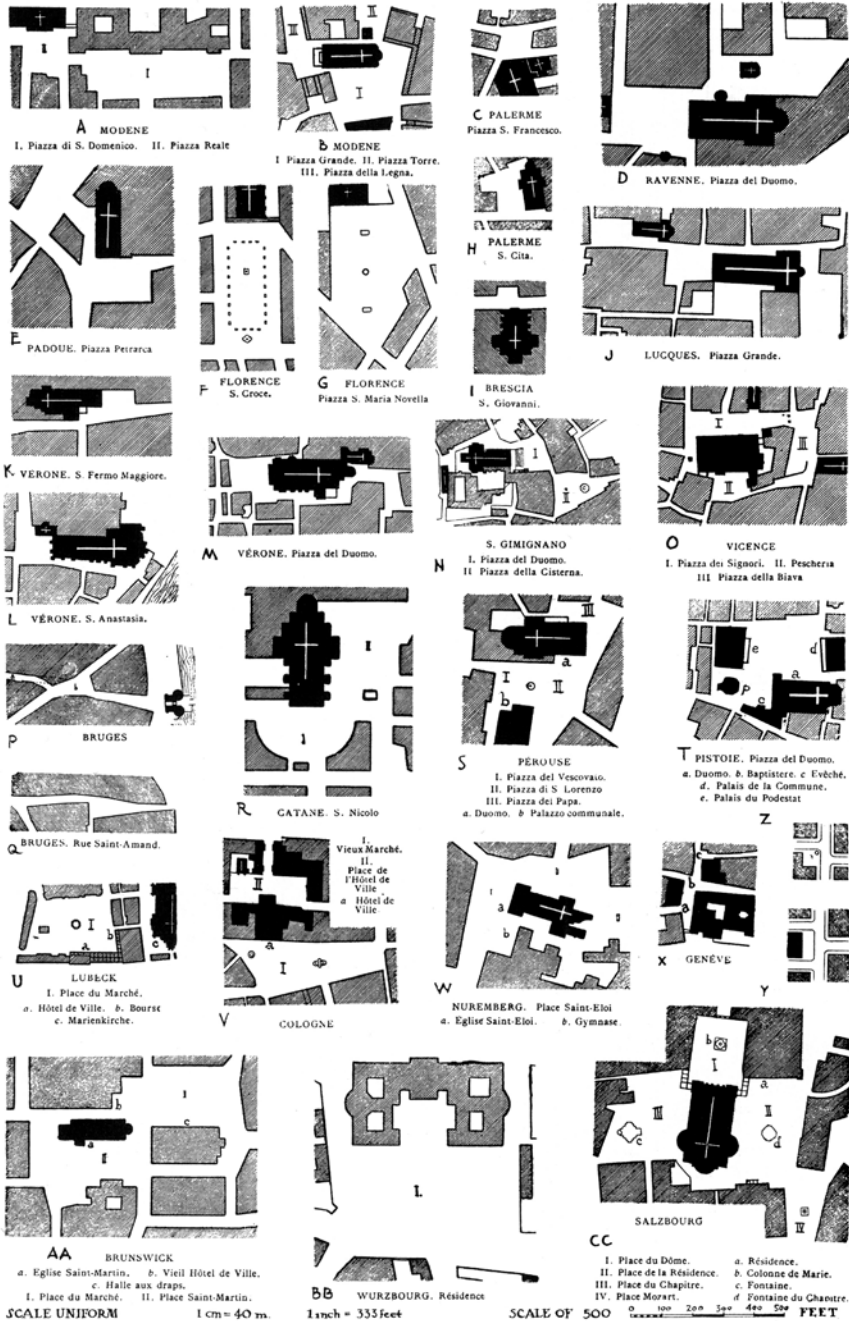 A MODENE
I. Piazza di S. Domenico. II. Piazza Reale
B MODENE
I Piazza Grande. II. Piazza Torre.
III. Piazza della Legna.
C PALERME
Piazza S. Francesco.
D RAVENNE. Piazza del Duomo.
E PADOUE. Piazza Petrarca
F FLORENCE
S. Croce.
G FLORENCE
Piazza S. Maria Novella
H PALERME
S. Cita.
I BRESCIA
S. Giovanni.
J LUCQUES. Piazza Grande.
K VERONE. S. Fermo Maggiore.
L VÉRONE. S. Anastasia.
M VÉRONE. Piazza del Duomo.
N S. GIMIGNANO
I. Piazza del Duomo.
II Piazza della Cisterna.
O VICENCE
I. Piazza dei Signori. II. Pescheria
III Piazza della Biava
P BRUGES
Q BRUGES. Rue Saint-Amand.
R CATANE. S. Nicolo
S PÉROUSE
I. Piazza del Vescovato.
II. Piazza di S Lorenzo
III. Piazza del Papa.
a. Duomo. b Palazzo communale.
T PISTOIE. Piazza del Duomo.
a. Duomo. b. Baptistere. c Evêché.
d. Palais de la Commune.
e. Palais du Podestat
U LUBECK
I. Place du Marché.
a. Hôtel de Ville. b. Bourse
c. Marienkirche.
V COLOGNE
I.
Vieux Marché.
II.
Place de
l'Hôtel de
Ville
a Hôtel de
Ville.
W NUREMBERG. Place Saint-Eloi
a. Eglise Saint-Eloi. b. Gymnase.
X GENÉVE
Y
Z
AA BRUNSWICK
a. Eglise Saint-Martin. b. Vieil Hôtel de Ville.
c. Halle aux draps.
I. Place du Marché. II. Place Saint-Martin.
BB WURZBOURG. Résidence
CC SALZBOURG
I. Place du Dôme. a. Résidence.
II. Place de la Résidence. b. Colonne de Marie.
III. Place du Chapitre. c. Fontaine.
IV. Place Mozart. d Fontaine du Chapitre.
SCALE UNIFORM 1 cm = 40 m. 1 inch = 333 feet SCALE OF 500 0 100 200 300 400 500 FEET